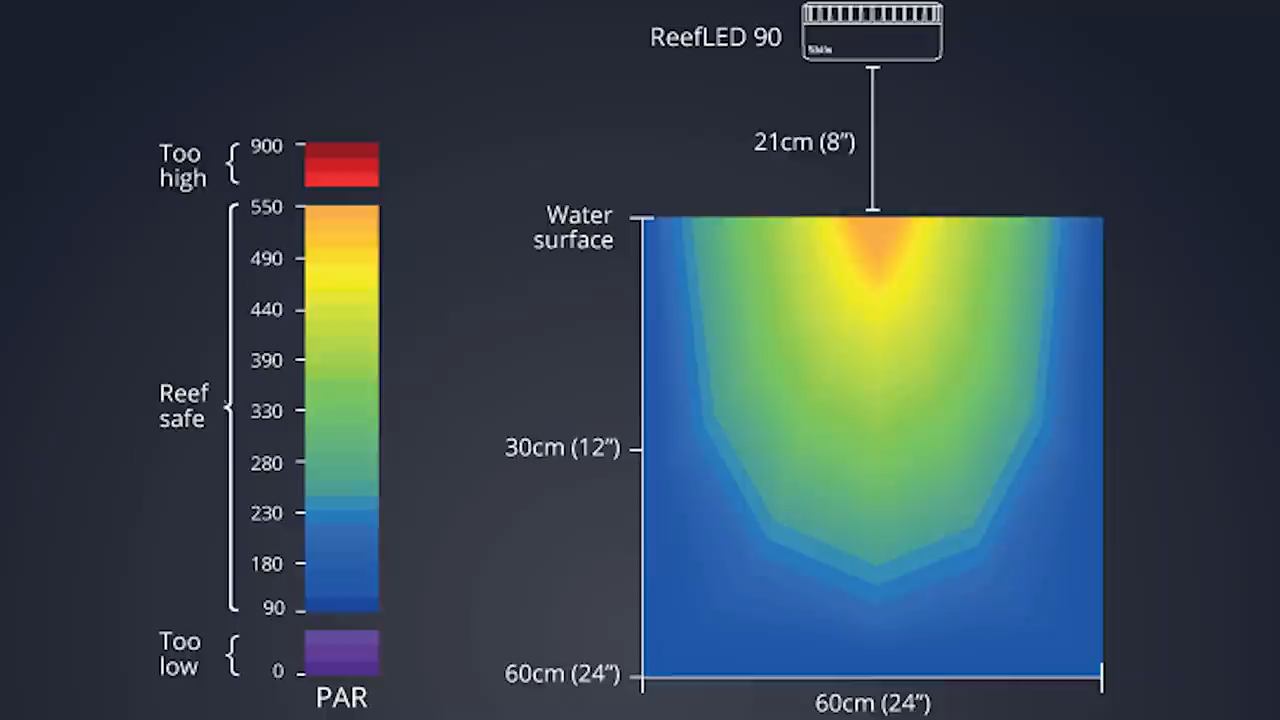 ReefLED 90
21cm (8”)
Too
high
900
550
490
440
390
Reef
safe
330
280
230
180
90
Too
low
0
PAR
Water
surface
30cm (12”)
60cm (24”)
60cm (24”)